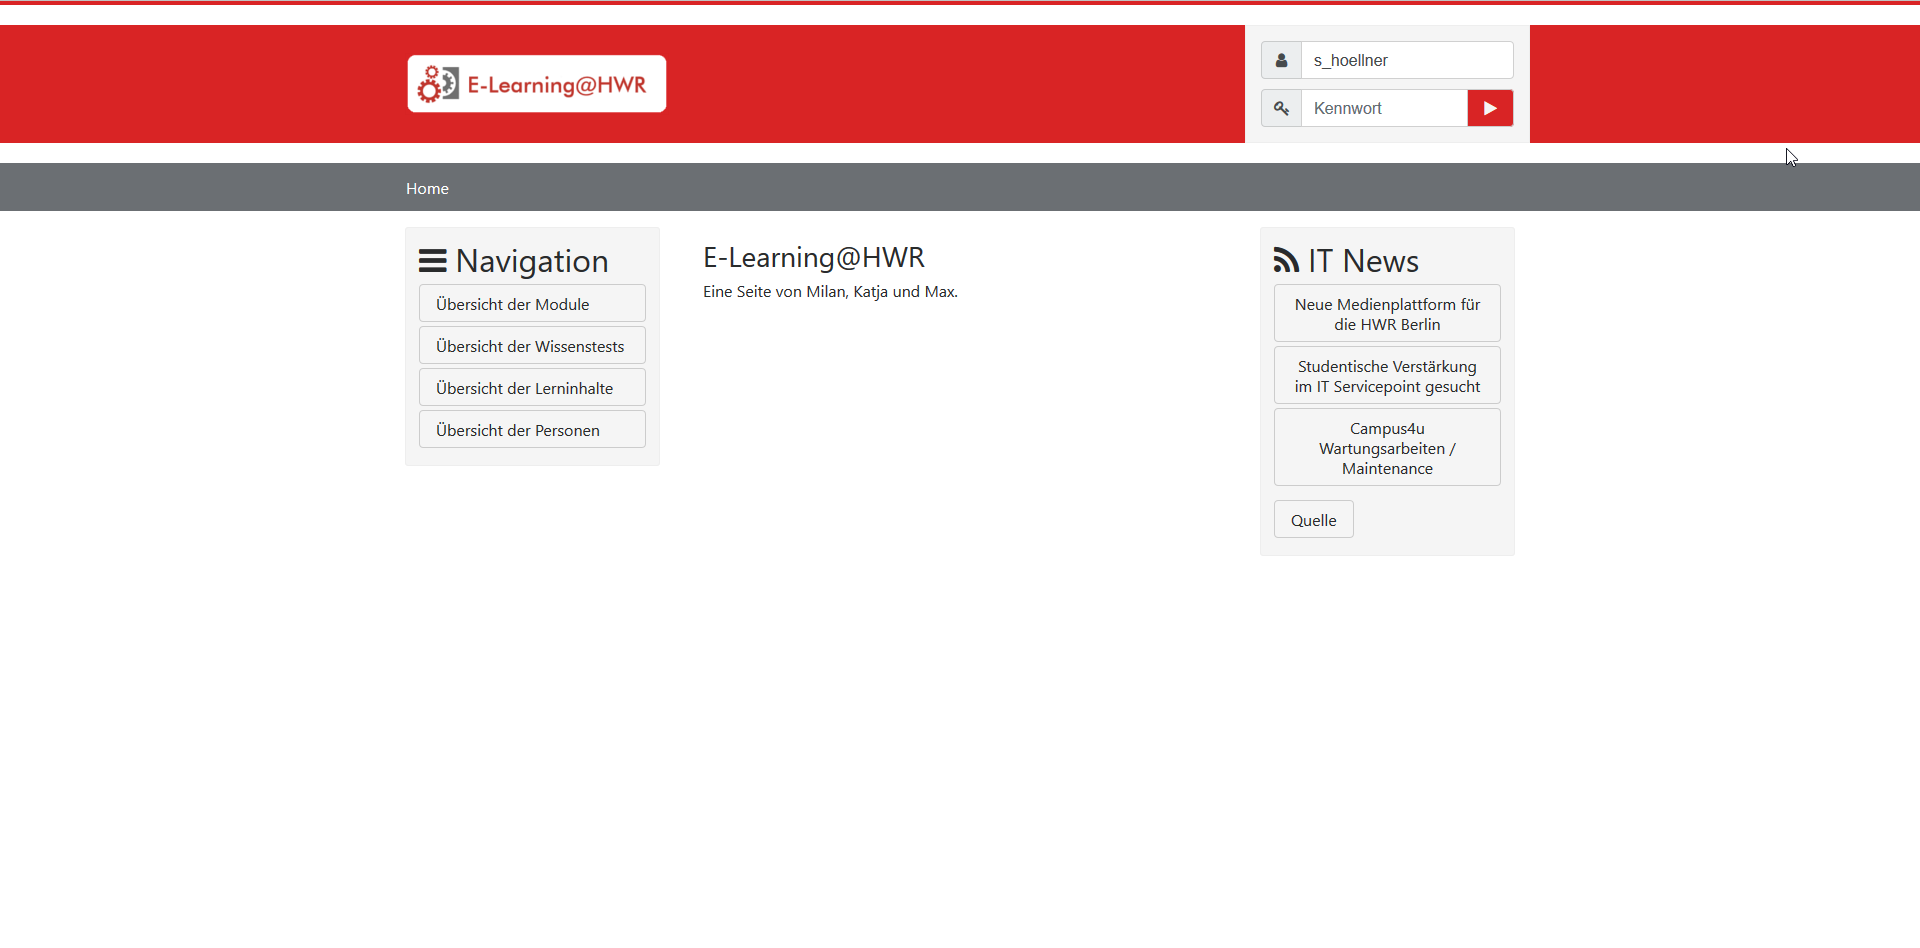 E-Learning@HWR
s_hoellner
Kennwort
Home
Navigation
Übersicht der Module
Übersicht der Wissenstests
Übersicht der Lerninhalte
Übersicht der Personen
E-Learning@HWR
Eine Seite von Milan, Katja und Max.
IT News
Neue Medienplattform für
die HWR Berlin
Studentische Verstärkung
im IT Servicepoint gesucht
Campus4u
Wartungsarbeiten /
Maintenance
Quelle